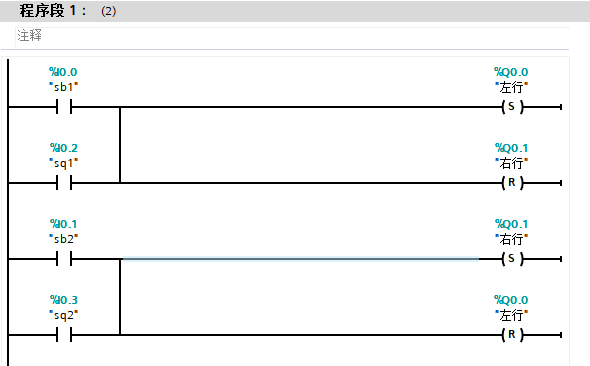 程序段 1： (2)
注释
%I0.0 %Q0.0
"sb1" "左行"
S
%I0.2 %Q0.1
"sq1" "右行"
R
%I0.1 %Q0.1
"sb2" "右行"
S
%I0.3 %Q0.0
"sq2" "左行"
R